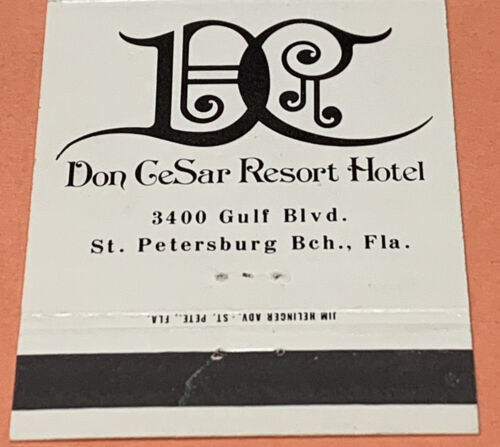 DC
Don CeSar Resort Hotel
3400 Gulf Blvd.
St. Petersburg Bch., Fla.
JIM HELINGER ADV. - ST. PETE., FLA.